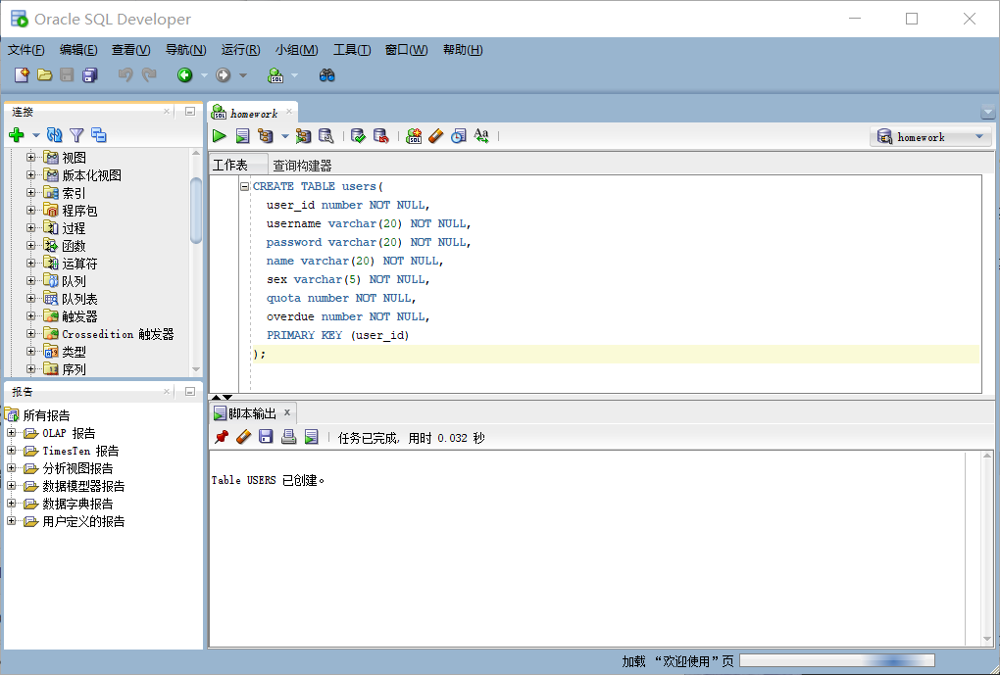 Oracle SQL Developer
文件(F) 编辑(E) 查看(V) 导航(N) 运行(R) 小组(M) 工具(T) 窗口(W) 帮助(H)
连接
视图
版本化视图
索引
程序包
过程
函数
运算符
队列
队列表
触发器
Crossedition 触发器
类型
序列
报告
所有报告
OLAP 报告
TimesTen 报告
分析视图报告
数据模型器报告
数据字典报告
用户定义的报告
homework
homework
工作表 查询构建器
CREATE TABLE users(
user_id number NOT NULL,
username varchar(20) NOT NULL,
password varchar(20) NOT NULL,
name varchar(20) NOT NULL,
sex varchar(5) NOT NULL,
quota number NOT NULL,
overdue number NOT NULL,
PRIMARY KEY (user_id)
);
脚本输出
任务已完成, 用时 0.032 秒
Table USERS 已创建。
加载 “欢迎使用” 页